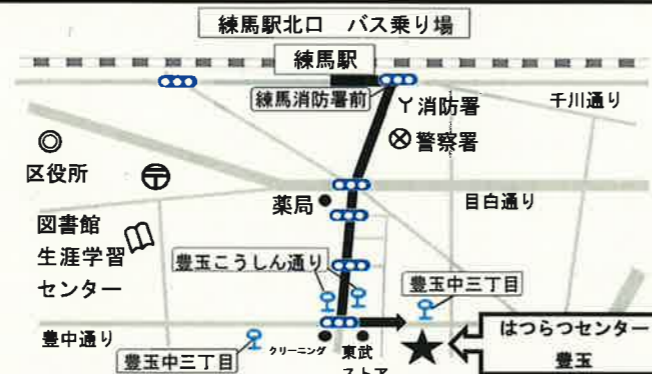 練馬駅北口 バス乗り場
練馬駅
練馬消防署前
消防署
千川通り
警察署
区役所
薬局
目白通り
図書館
生涯学習
センター
豊玉こうしん通り
豊玉中三丁目
豊中通り
はつらつセンター
豊玉
豊玉中三丁目
クリーニング
東武
ストア